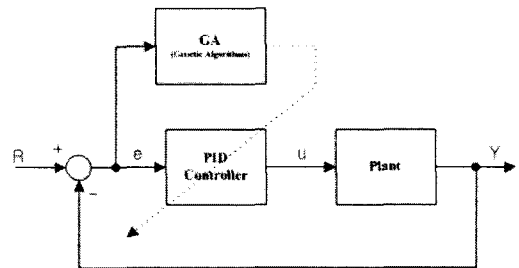 GA
(Genetic Algorithms)
R
+
−
e
PID
Controller
u
Plant
Y